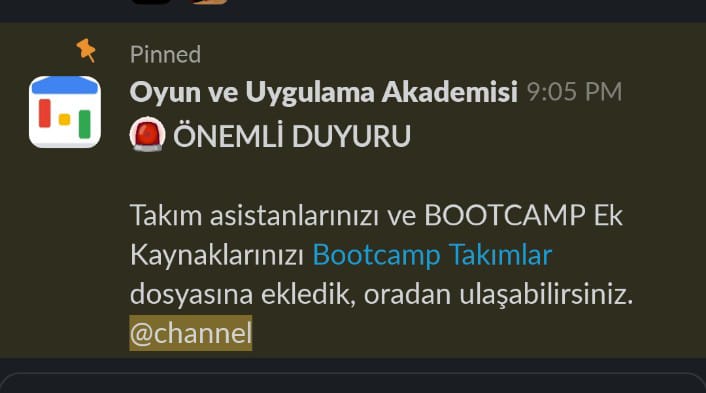 Pinned
Oyun ve Uygulama Akademisi 9:05 PM
🚨 ÖNEMLİ DUYURU
Takım asistanlarınızı ve BOOTCAMP Ek
Kaynaklarınızı Bootcamp Takımlar
dosyasına ekledik, oradan ulaşabilirsiniz.
@channel